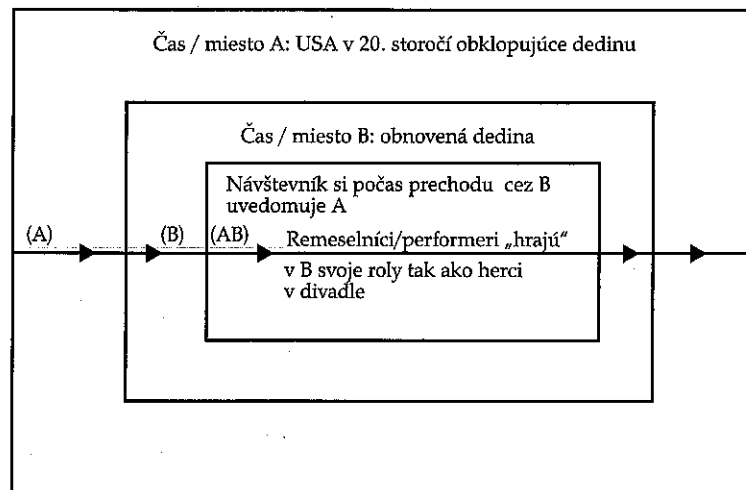 Čas / miesto A: USA v 20. storočí obklopujúce dedinu
Čas / miesto B: obnovená dedina
Návštevník si počas prechodu cez B
uvedomuje A
(A) (B) (AB) Remeselníci/performeri „hrajú“
v B svoje roly tak ako herci
v divadle